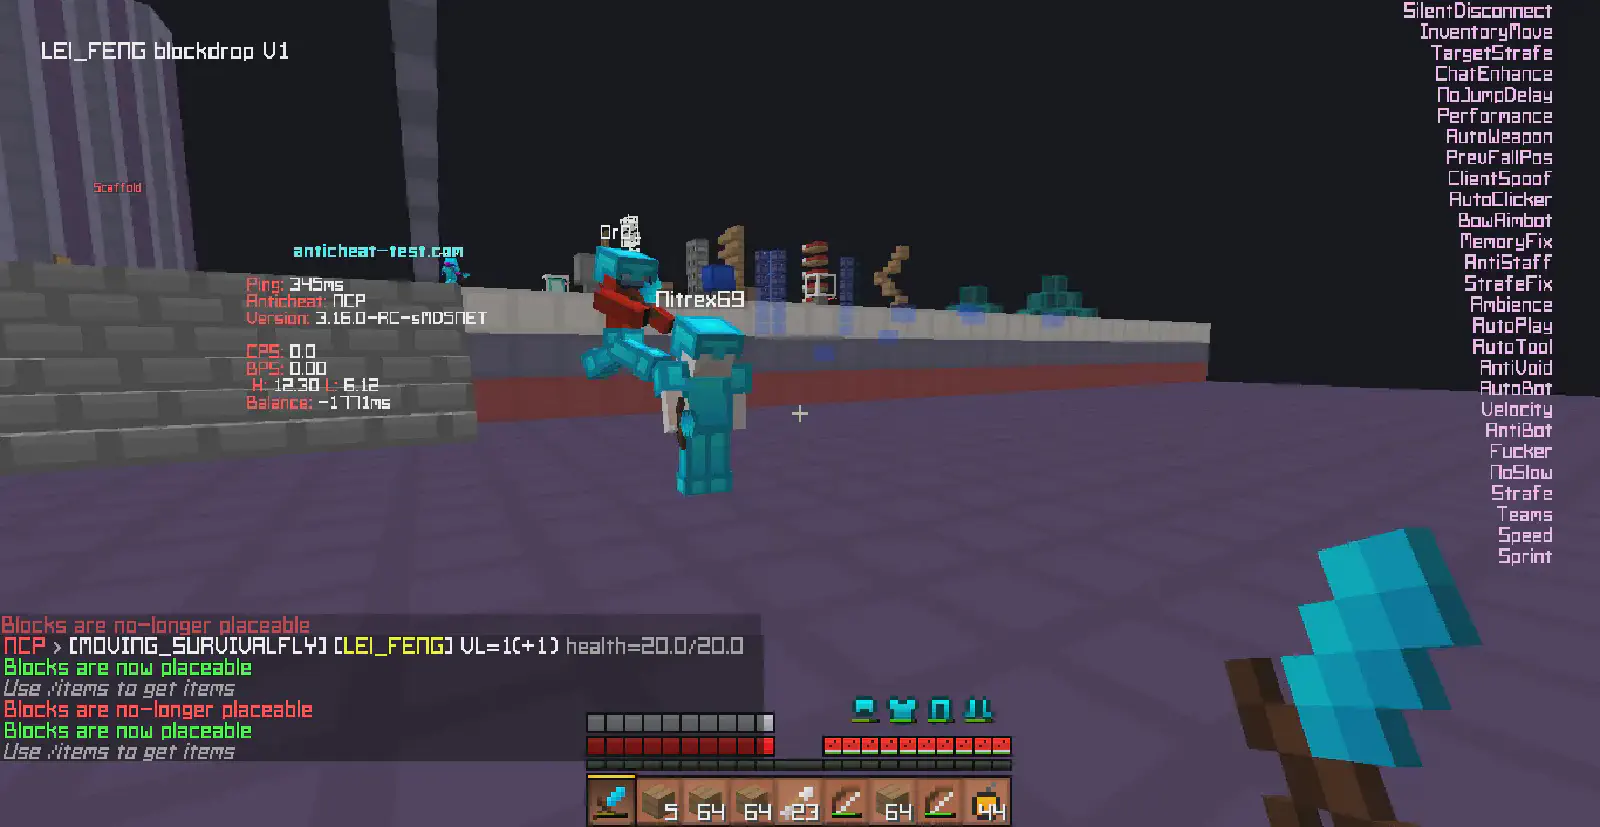 LEI_FENG blockdrop V1
SilentDisconnect
InventoryMove
TargetStrafe
ChatEnhance
NoJumpDelay
Performance
AutoWeapon
PrevFallPos
ClientSpoof
AutoClicker
BowAimbot
MemoryFix
AntiStaff
StrafeFix
Ambience
AutoPlay
AutoTool
AntiVoid
AutoBot
Velocity
AntiBot
Fucker
NoSlow
Strafe
Teams
Speed
Sprint
Scaffold
anticheat-test.com
Ping: 345ms
Anticheat: NCP
Version: 3.16.0-RC-sMD5NET
CPS: 0.0
BPS: 0.00
H: 12.30 L: 6.12
Balance: -1771ms
Nitrex69
Blocks are no-longer placeable
NCP > [MOVING_SURVIVALFLY] [LEI_FENG] VL=1(+1) health=20.0/20.0
Blocks are now placeable
Use /items to get items
Blocks are no-longer placeable
Blocks are now placeable
Use /items to get items
5 64 64 23 64 44